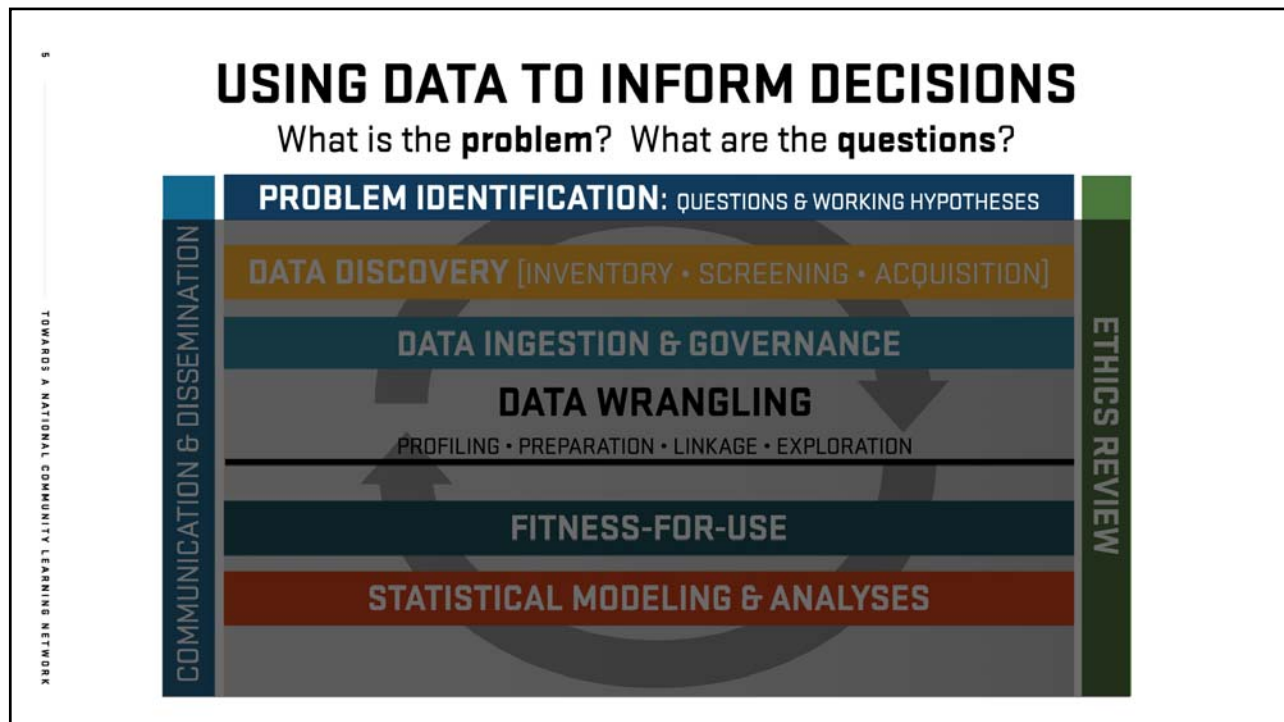 5
TOWARDS A NATIONAL COMMUNITY LEARNING NETWORK
USING DATA TO INFORM DECISIONS
What is the problem? What are the questions?
COMMUNICATION & DISSEMINATION
PROBLEM IDENTIFICATION: QUESTIONS & WORKING HYPOTHESES
DATA DISCOVERY [INVENTORY • SCREENING • ACQUISITION]
DATA INGESTION & GOVERNANCE
DATA WRANGLING
PROFILING • PREPARATION • LINKAGE • EXPLORATION
FITNESS-FOR-USE
STATISTICAL MODELING & ANALYSES
ETHICS REVIEW